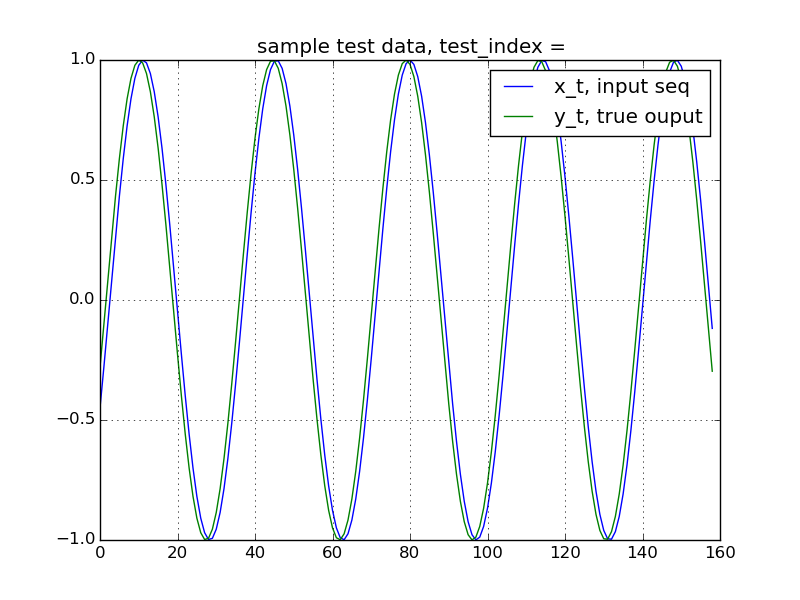 sample test data, test_index =
x_t, input seq
y_t, true ouput
1.0
0.5
0.0
−0.5
−1.0
0 20 40 60 80 100 120 140 160